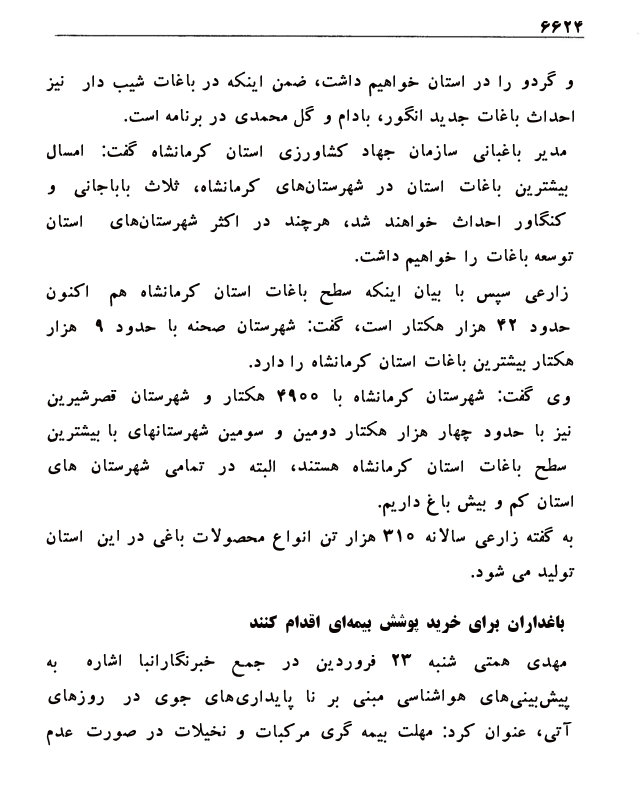 ۶۶۲۴
و گردو را در استان خواهیم داشت، ضمن اینکه در باغات شیب دار نیز
احداث باغات جدید انگور، بادام و گل محمدی در برنامه است.
مدیر باغبانی سازمان جهاد کشاورزی استان کرمانشاه گفت: امسال
بیشترین باغات استان در شهرستان‌های کرمانشاه، ثلاث باباجانی و
کنگاور احداث خواهند شد، هرچند در اکثر شهرستان‌های استان
توسعه باغات را خواهیم داشت.
زارعی سپس با بیان اینکه سطح باغات استان کرمانشاه هم اکنون
حدود ۴۲ هزار هکتار است، گفت: شهرستان صحنه با حدود ۹ هزار
هکتار بیشترین باغات استان کرمانشاه را دارد.
وی گفت: شهرستان کرمانشاه با ۴۹۰۰ هکتار و شهرستان قصرشیرین
نیز با حدود چهار هزار هکتار دومین و سومین شهرستانهای با بیشترین
سطح باغات استان کرمانشاه هستند، البته در تمامی شهرستان های
استان کم و بیش باغ داریم.
به گفته زارعی سالانه ۳۱۰ هزار تن انواع محصولات باغی در این استان
تولید می شود.
باغداران برای خرید پوشش بیمه‌ای اقدام کنند
مهدی همتی شنبه ۲۳ فروردین در جمع خبرنگارانبا اشاره به
پیش‌بینی‌های هواشناسی مبنی بر نا پایداری‌های جوی در روزهای
آتی، عنوان کرد: مهلت بیمه گری مرکبات و نخیلات در صورت عدم